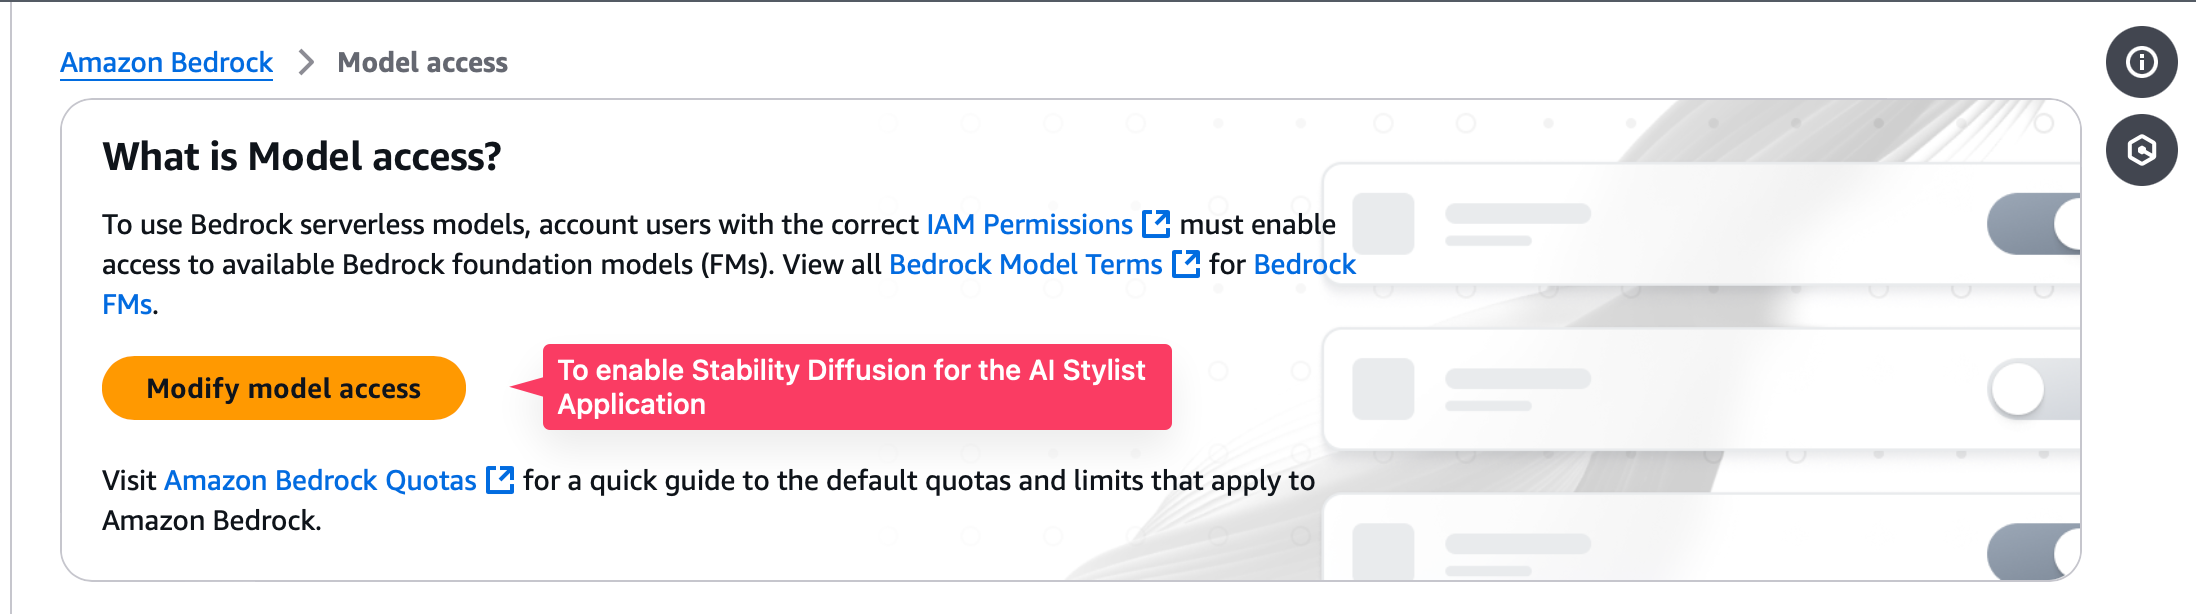 Amazon Bedrock > Model access
What is Model access?
To use Bedrock serverless models, account users with the correct IAM Permissions must enable
access to available Bedrock foundation models (FMs). View all Bedrock Model Terms for Bedrock
FMs.
Modify model access
To enable Stability Diffusion for the AI Stylist
Application
Visit Amazon Bedrock Quotas for a quick guide to the default quotas and limits that apply to
Amazon Bedrock.